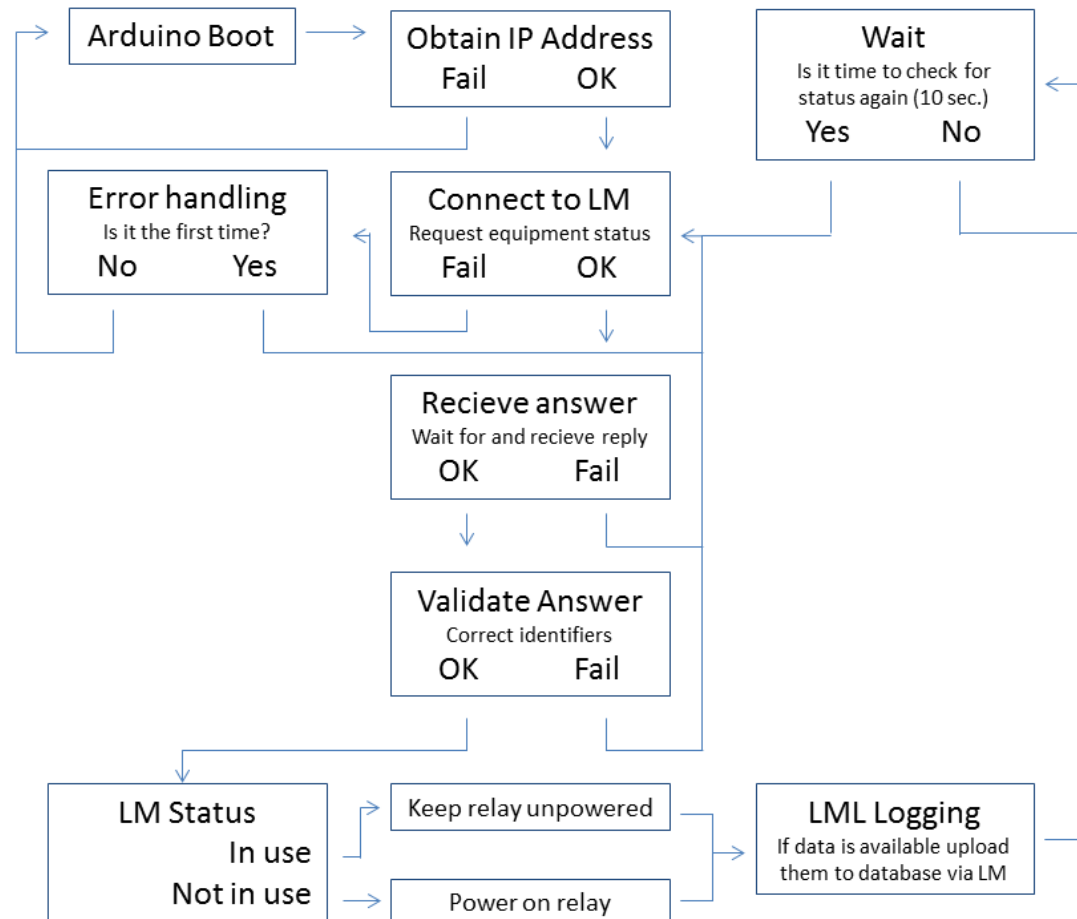 Arduino Boot
Obtain IP Address
Fail OK
Wait
Is it time to check for
status again (10 sec.)
Yes No
Error handling
Is it the first time?
No Yes
Connect to LM
Request equipment status
Fail OK
Recieve answer
Wait for and recieve reply
OK Fail
Validate Answer
Correct identifiers
OK Fail
LM Status
In use
Not in use
Keep relay unpowered
Power on relay
LML Logging
If data is available upload
them to database via LM